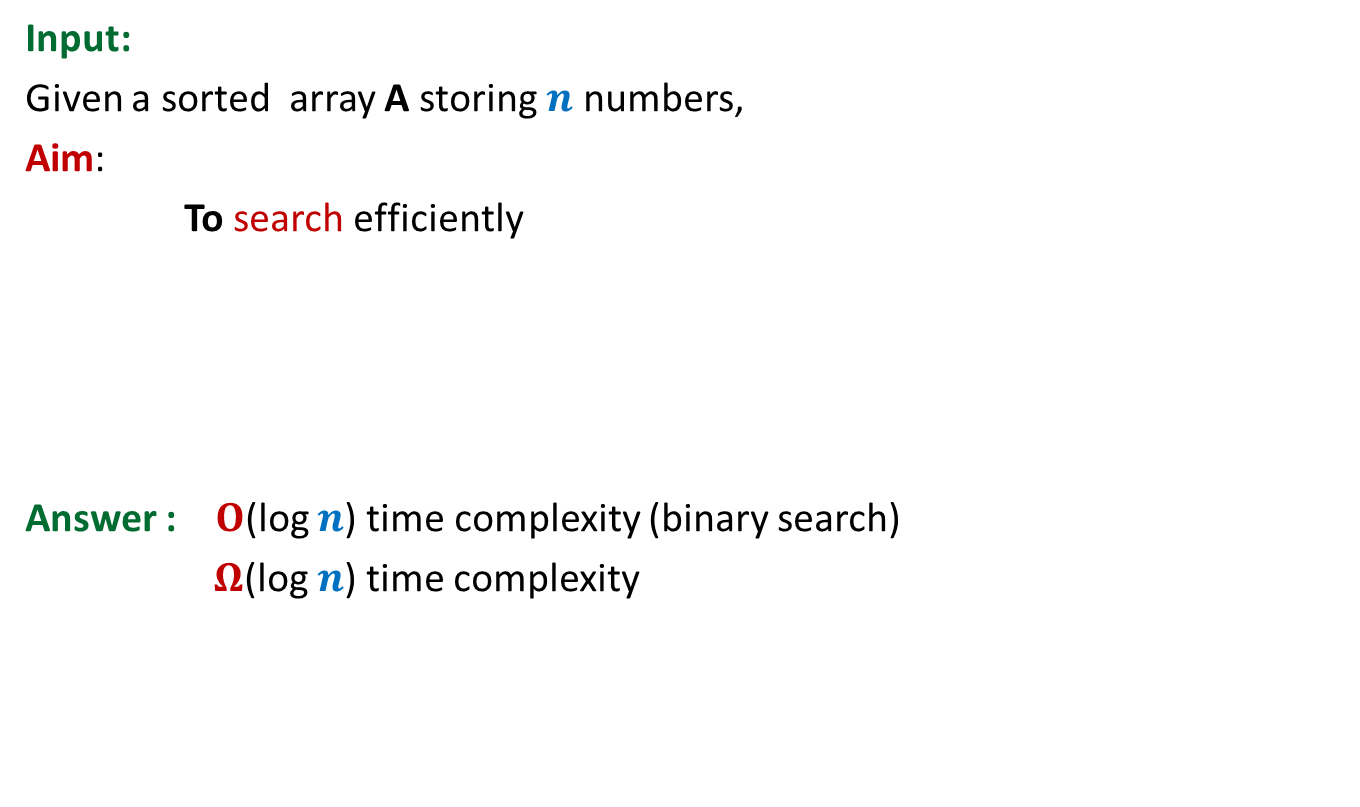 Input:
Given a sorted array A storing n numbers,
Aim:
To search efficiently
Answer : O(log n) time complexity (binary search)
Ω(log n) time complexity